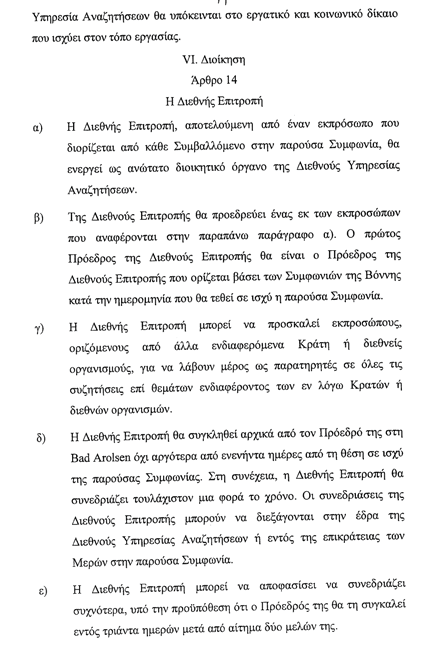 Υπηρεσία Αναζητήσεων θα υπόκεινται στο εργατικό και κοινωνικό δίκαιο
που ισχύει στον τόπο εργασίας.
VI. Διοίκηση
Άρθρο 14
Η Διεθνής Επιτροπή
α) Η Διεθνής Επιτροπή, αποτελούμενη από έναν εκπρόσωπο που
διορίζεται από κάθε Συμβαλλόμενο στην παρούσα Συμφωνία, θα
ενεργεί ως ανώτατο διοικητικό όργανο της Διεθνούς Υπηρεσίας
Αναζητήσεων.
β) Της Διεθνούς Επιτροπής θα προεδρεύει ένας εκ των εκπροσώπων
που αναφέρονται στην παραπάνω παράγραφο α). Ο πρώτος
Πρόεδρος της Διεθνούς Επιτροπής θα είναι ο Πρόεδρος της
Διεθνούς Επιτροπής που ορίζεται βάσει των Συμφωνιών της Βόννης
κατά την ημερομηνία που θα τεθεί σε ισχύ η παρούσα Συμφωνία.
γ) Η Διεθνής Επιτροπή μπορεί να προσκαλεί εκπροσώπους,
οριζόμενους από άλλα ενδιαφερόμενα Κράτη ή διεθνείς
οργανισμούς, για να λάβουν μέρος ως παρατηρητές σε όλες τις
συζητήσεις επί θεμάτων ενδιαφέροντος των εν λόγω Κρατών ή
διεθνών οργανισμών.
δ) Η Διεθνής Επιτροπή θα συγκληθεί αρχικά από τον Πρόεδρό της στη
Bad Arolsen όχι αργότερα από ενενήντα ημέρες από τη θέση σε ισχύ
της παρούσας Συμφωνίας. Στη συνέχεια, η Διεθνής Επιτροπή θα
συνεδριάζει τουλάχιστον μια φορά το χρόνο. Οι συνεδριάσεις της
Διεθνούς Επιτροπής μπορούν να διεξάγονται στην έδρα της
Διεθνούς Υπηρεσίας Αναζητήσεων ή εντός της επικράτειας των
Μερών στην παρούσα Συμφωνία.
ε) Η Διεθνής Επιτροπή μπορεί να αποφασίσει να συνεδριάζει
συχνότερα, υπό την προϋπόθεση ότι ο Πρόεδρός της θα τη συγκαλεί
εντός τριάντα ημερών μετά από αίτημα δύο μελών της.